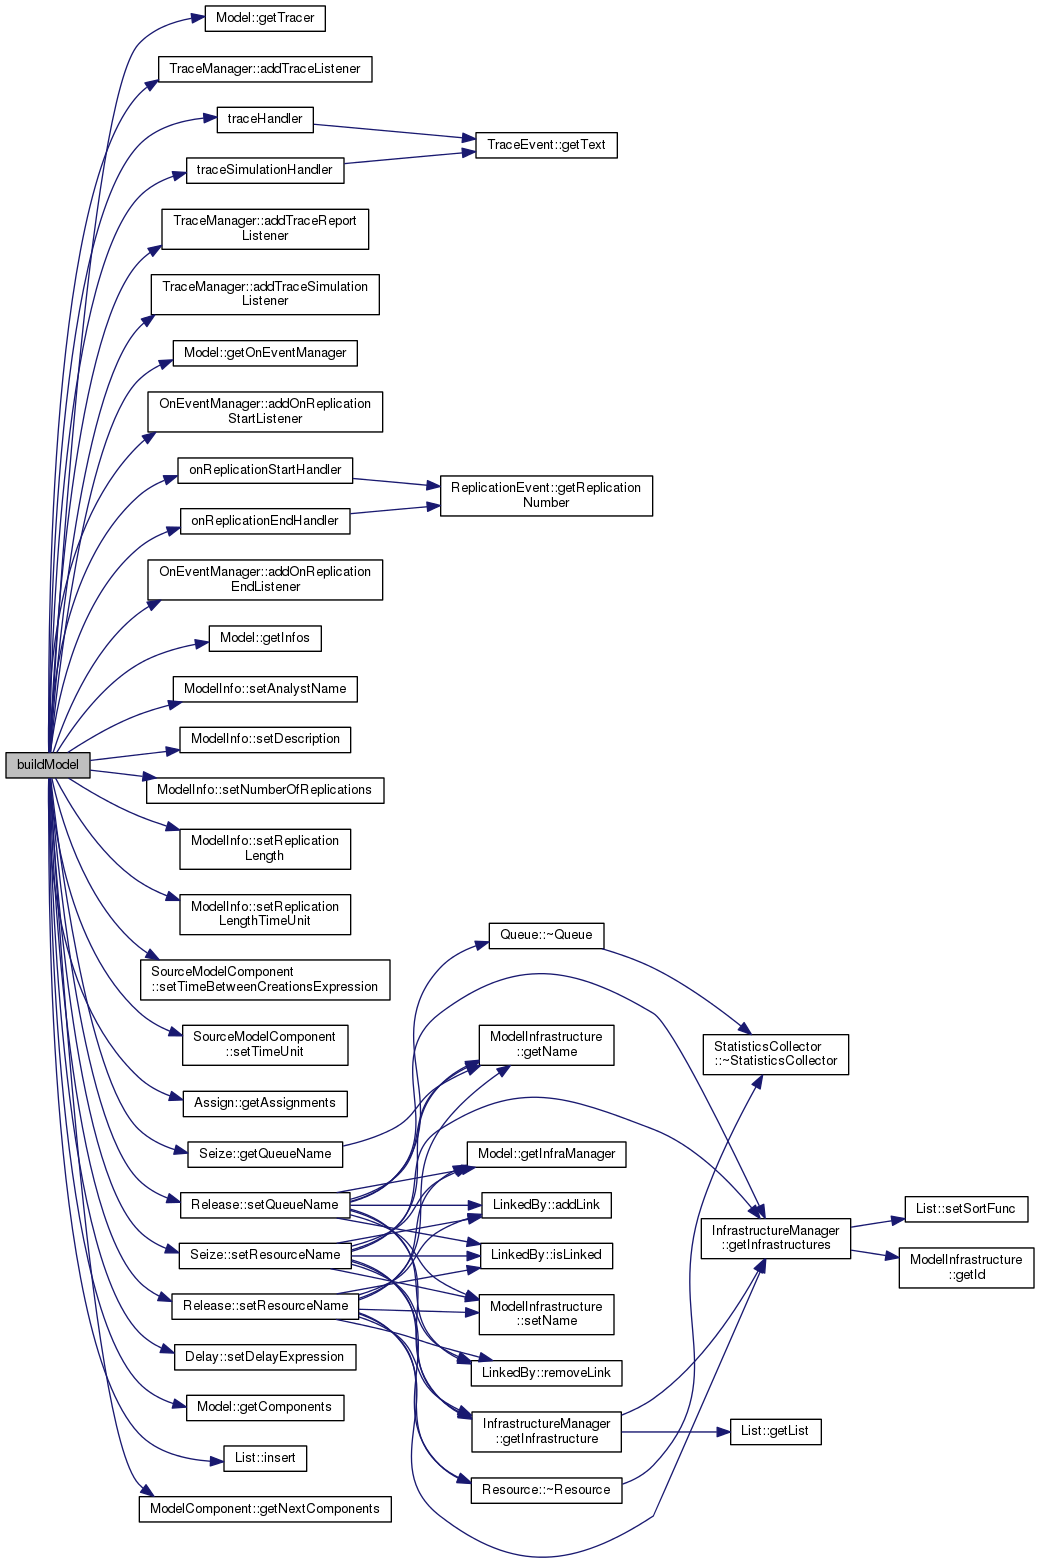 Model::getTracer
TraceManager::addTraceListener
traceHandler
TraceEvent::getText
traceSimulationHandler
TraceManager::addTraceReport
Listener
TraceManager::addTraceSimulation
Listener
Model::getOnEventManager
OnEventManager::addOnReplication
StartListener
onReplicationStartHandler
ReplicationEvent::getReplication
Number
onReplicationEndHandler
OnEventManager::addOnReplication
EndListener
Model::getInfos
ModelInfo::setAnalystName
ModelInfo::setDescription
buildModel
ModelInfo::setNumberOfReplications
ModelInfo::setReplication
Length
ModelInfo::setReplication
LengthTimeUnit
Queue::~Queue
SourceModelComponent
::setTimeBetweenCreationsExpression
SourceModelComponent
::setTimeUnit
ModelInfrastructure
::getName
StatisticsCollector
::~StatisticsCollector
Assign::getAssignments
Seize::getQueueName
Model::getInfraManager
Release::setQueueName
LinkedBy::addLink
List::setSortFunc
InfrastructureManager
::getInfrastructures
Seize::setResourceName
LinkedBy::isLinked
ModelInfrastructure
::getId
Release::setResourceName
ModelInfrastructure
::setName
Delay::setDelayExpression
LinkedBy::removeLink
Model::getComponents
InfrastructureManager
::getInfrastructure
List::getList
List::insert
Resource::~Resource
ModelComponent::getNextComponents